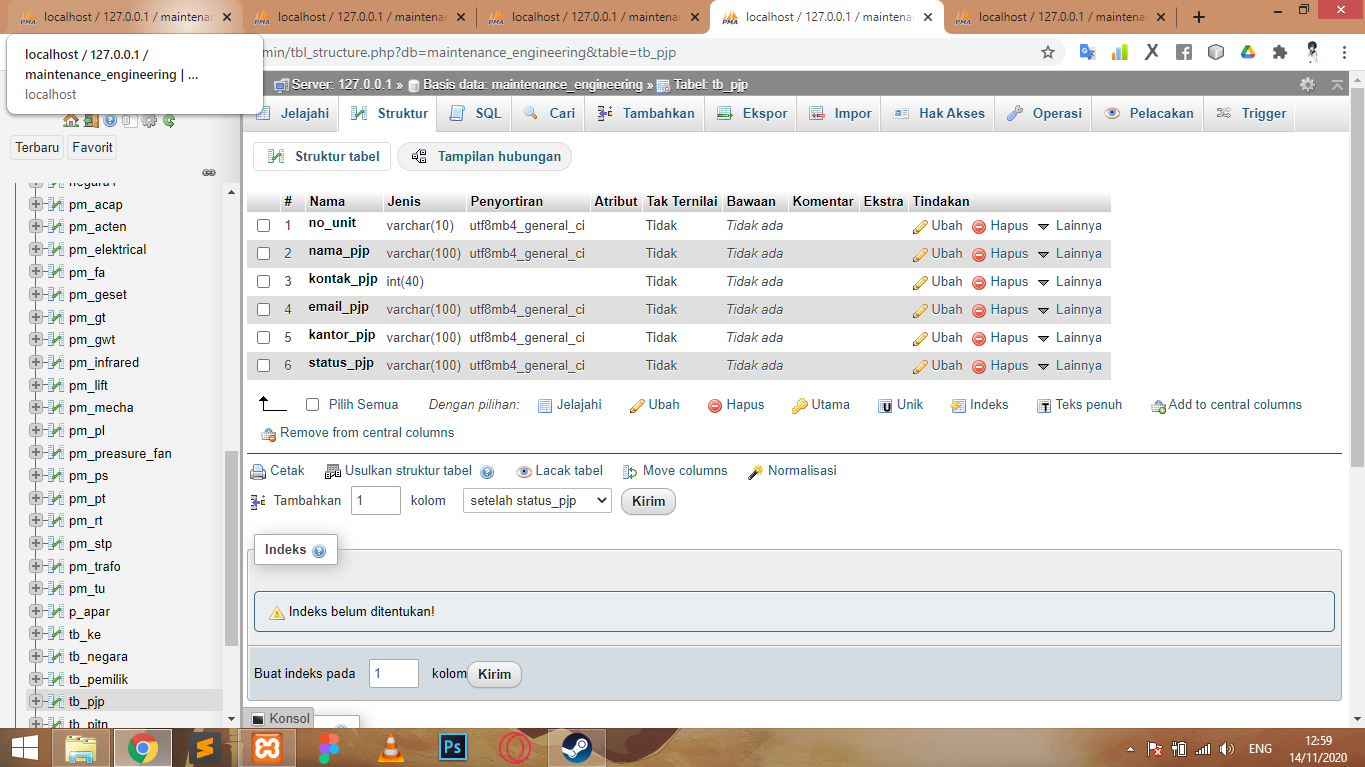 localhost / 127.0.0.1 / maintenan
localhost / 127.0.0.1 / maintenan
localhost / 127.0.0.1 / maintenan
localhost / 127.0.0.1 / maintenan
localhost / 127.0.0.1 / maintenan
localhost / 127.0.0.1 /
maintenance_engineering | ...
localhost
min/tbl_structure.php?db=maintenance_engineering&table=tb_pjp
Server: 127.0.0.1 » Basis data: maintenance_engineering » Tabel: tb_pjp
Jelajahi Struktur SQL Cari Tambahkan Ekspor Impor Hak Akses Operasi Pelacakan Trigger
Terbaru Favorit
pm_acap
pm_acten
pm_elektrical
pm_fa
pm_geset
pm_gt
pm_gwt
pm_infrared
pm_lift
pm_mecha
pm_pl
pm_preasure_fan
pm_ps
pm_pt
pm_rt
pm_stp
pm_trafo
pm_tu
p_apar
tb_ke
tb_negara
tb_pemilik
tb_pjp
tb_pitn
Struktur tabel Tampilan hubungan
# Nama Jenis Penyortiran Atribut Tak Ternilai Bawaan Komentar Ekstra Tindakan
1 no_unit varchar(10) utf8mb4_general_ci Tidak Tidak ada Ubah Hapus Lainnya
2 nama_pjp varchar(100) utf8mb4_general_ci Tidak Tidak ada Ubah Hapus Lainnya
3 kontak_pjp int(40) Tidak Tidak ada Ubah Hapus Lainnya
4 email_pjp varchar(100) utf8mb4_general_ci Tidak Tidak ada Ubah Hapus Lainnya
5 kantor_pjp varchar(100) utf8mb4_general_ci Tidak Tidak ada Ubah Hapus Lainnya
6 status_pjp varchar(100) utf8mb4_general_ci Tidak Tidak ada Ubah Hapus Lainnya
Pilih Semua Dengan pilihan: Jelajahi Ubah Hapus Utama Unik Indeks Teks penuh Add to central columns
Remove from central columns
Cetak Usulkan struktur tabel Lacak tabel Move columns Normalisasi
Tambahkan 1 kolom setelah status_pjp Kirim
Indeks
Indeks belum ditentukan!
Buat indeks pada 1 kolom Kirim
Konsol
ENG
12:59
14/11/2020